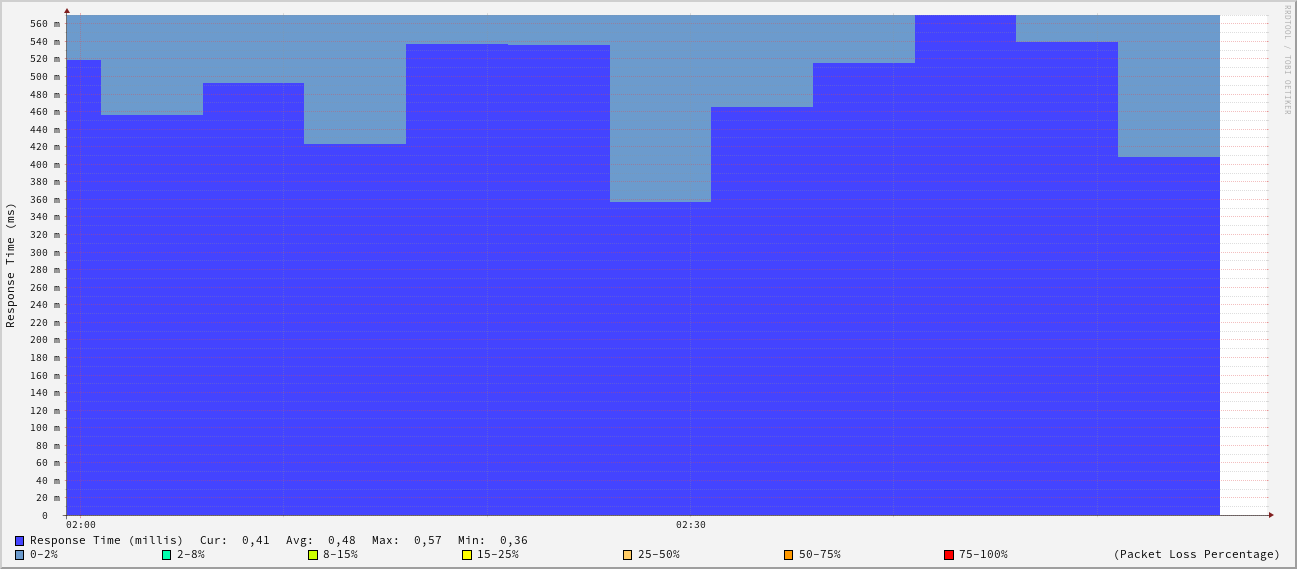 RRDTOOL / TOBI OETIKER
Response Time (ms)
560 m
540 m
520 m
500 m
480 m
460 m
440 m
420 m
400 m
380 m
360 m
340 m
320 m
300 m
280 m
260 m
240 m
220 m
200 m
180 m
160 m
140 m
120 m
100 m
80 m
60 m
40 m
20 m
0
02:00 02:30
Response Time (millis) Cur: 0,41 Avg: 0,48 Max: 0,57 Min: 0,36
0-2% 2-8% 8-15% 15-25% 25-50% 50-75% 75-100% (Packet Loss Percentage)